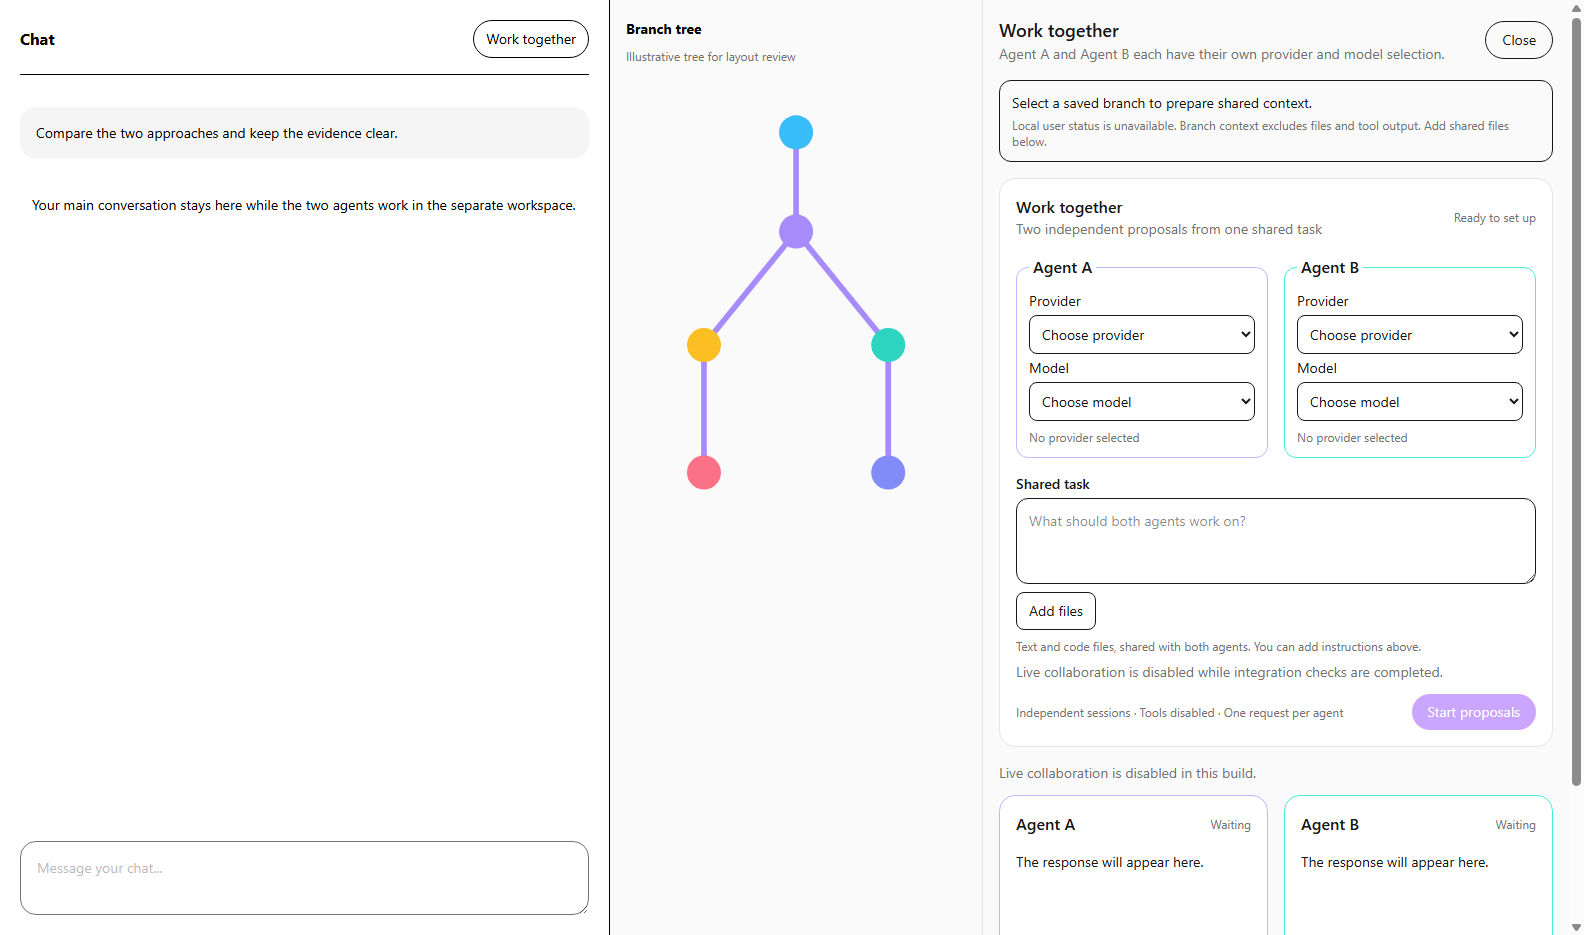 Chat
Work together
Compare the two approaches and keep the evidence clear.
Your main conversation stays here while the two agents work in the separate workspace.
Message your chat...
Branch tree
Illustrative tree for layout review
Work together
Agent A and Agent B each have their own provider and model selection.
Close
Select a saved branch to prepare shared context.
Local user status is unavailable. Branch context excludes files and tool output. Add shared files
below.
Work together
Two independent proposals from one shared task
Ready to set up
Agent A
Provider
Choose provider
Model
Choose model
No provider selected
Agent B
Provider
Choose provider
Model
Choose model
No provider selected
Shared task
What should both agents work on?
Add files
Text and code files, shared with both agents. You can add instructions above.
Live collaboration is disabled while integration checks are completed.
Independent sessions · Tools disabled · One request per agent
Start proposals
Live collaboration is disabled in this build.
Agent A
Waiting
The response will appear here.
Agent B
Waiting
The response will appear here.